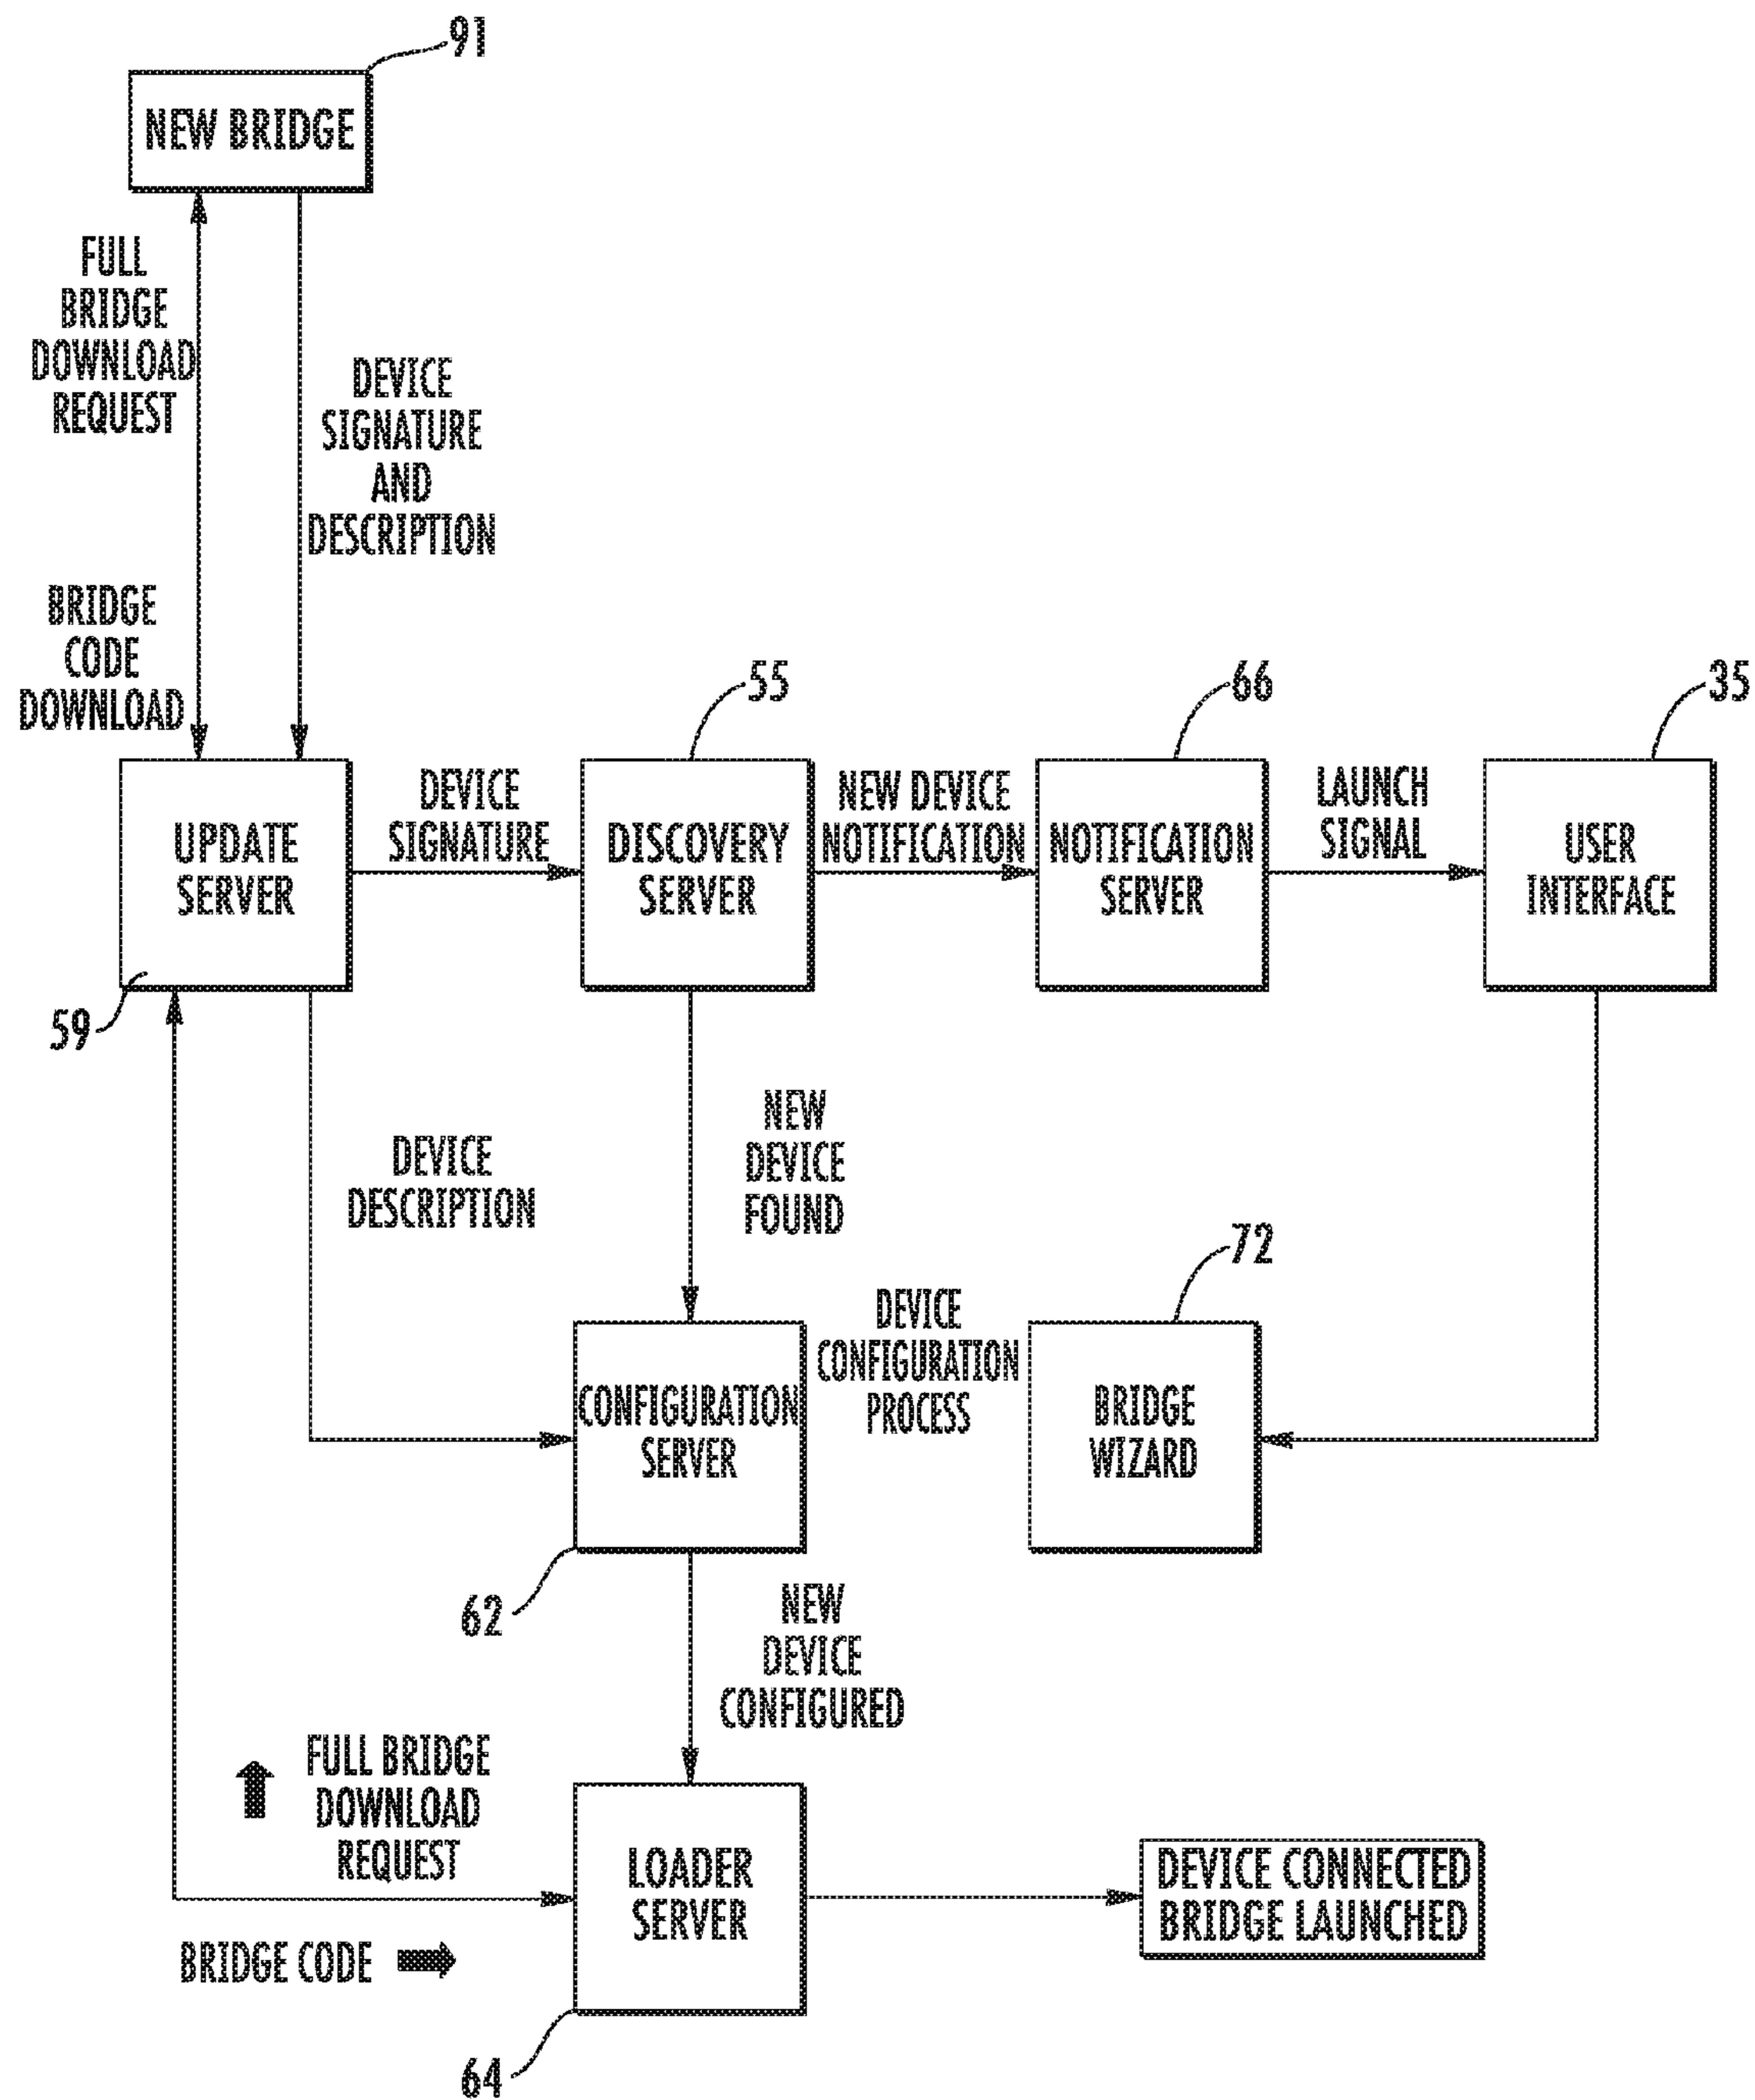 91
NEW BRIDGE
FULL
BRIDGE
DOWNLOAD
REQUEST
DEVICE
SIGNATURE
AND
DESCRIPTION
BRIDGE
CODE
DOWNLOAD
55
66
35
UPDATE
SERVER
DEVICE
SIGNATURE
DISCOVERY
SERVER
NEW DEVICE
NOTIFICATION
NOTIFICATION
SERVER
LAUNCH
SIGNAL
USER
INTERFACE
59
DEVICE
DESCRIPTION
NEW
DEVICE
FOUND
72
CONFIGURATION
SERVER
DEVICE
CONFIGURATION
PROCESS
BRIDGE
WIZARD
62
NEW
DEVICE
CONFIGURED
FULL BRIDGE
DOWNLOAD
REQUEST
LOADER
SERVER
DEVICE CONNECTED
BRIDGE LAUNCHED
BRIDGE CODE
64